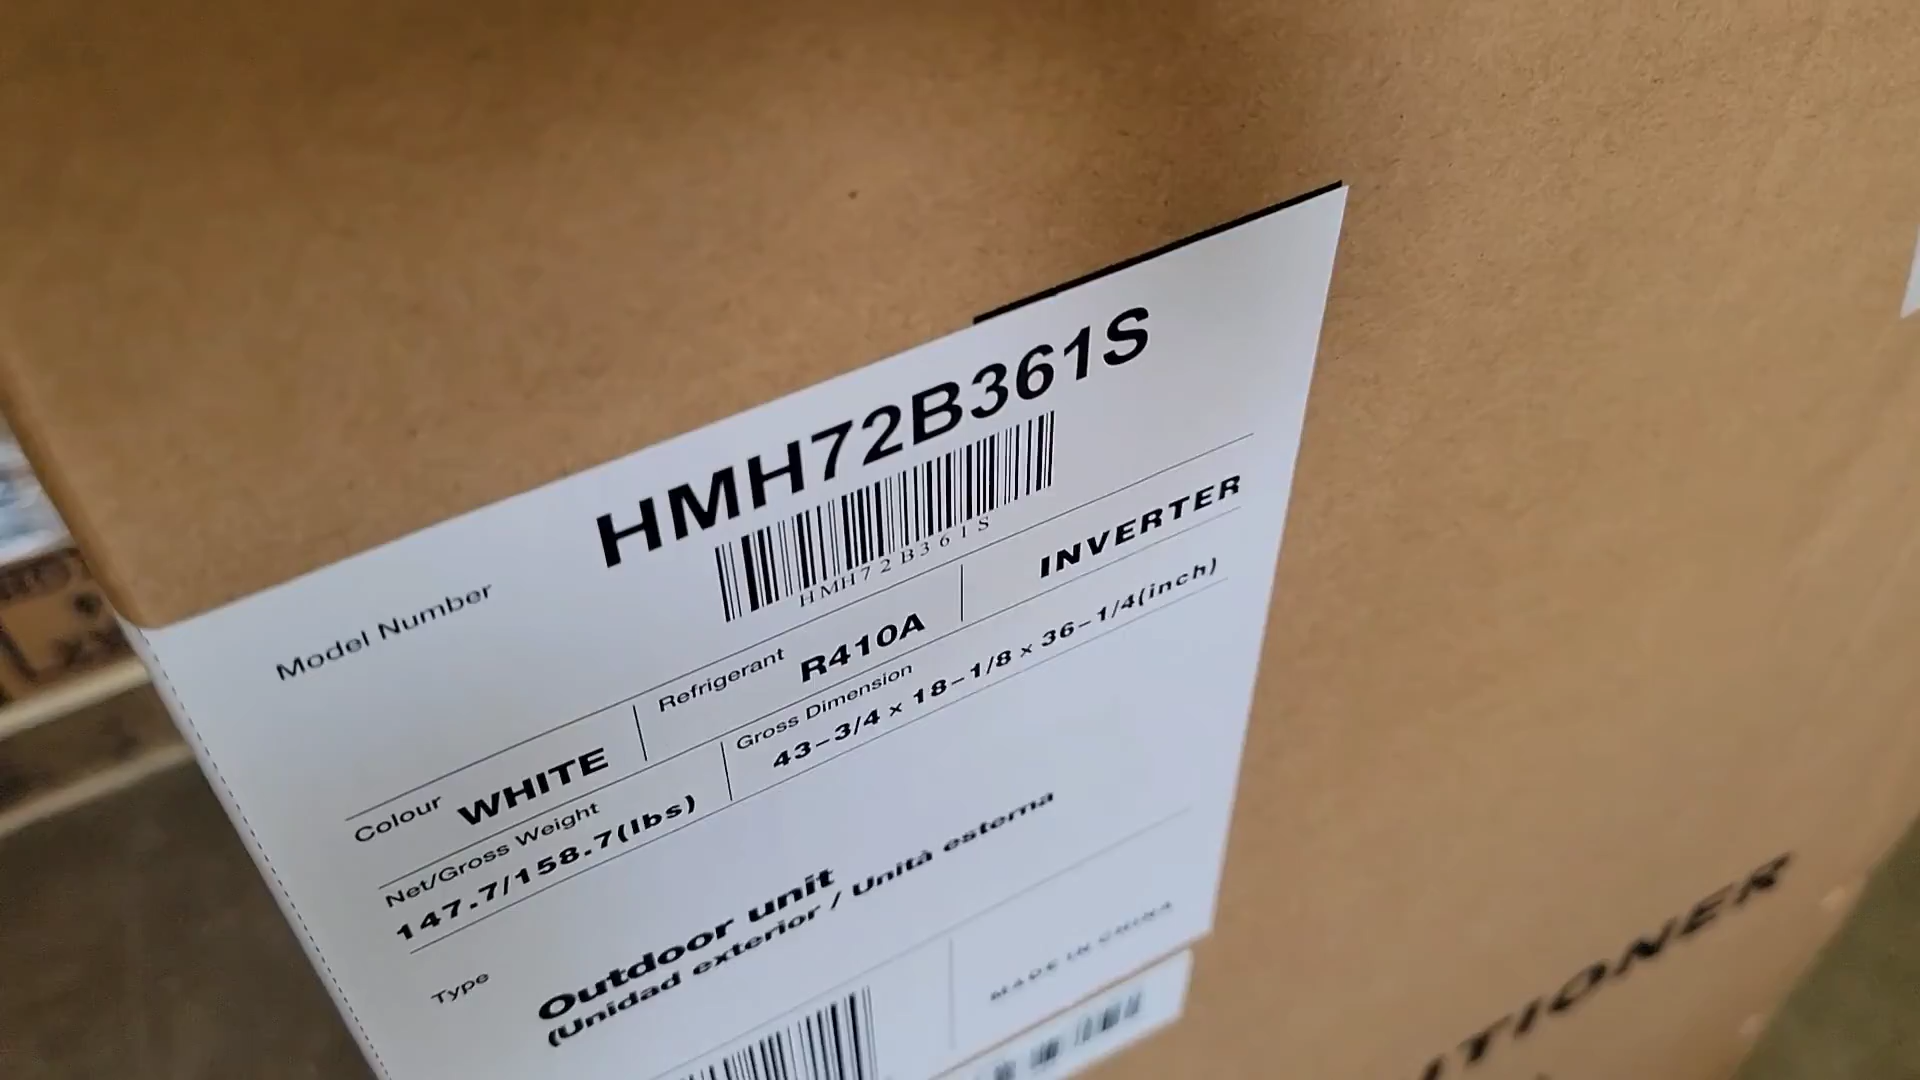 Model Number HMH72B361S
HMH72B361S
Colour WHITE Refrigerant R410A INVERTER
Net/Gross Weight Gross Dimension
147.7/158.7(lbs) 43-3/4 × 18-1/8 × 36-1/4(inch)
Type Outdoor unit
(Unidad exterior / Unità esterna
MADE IN CHINA
ITIONER